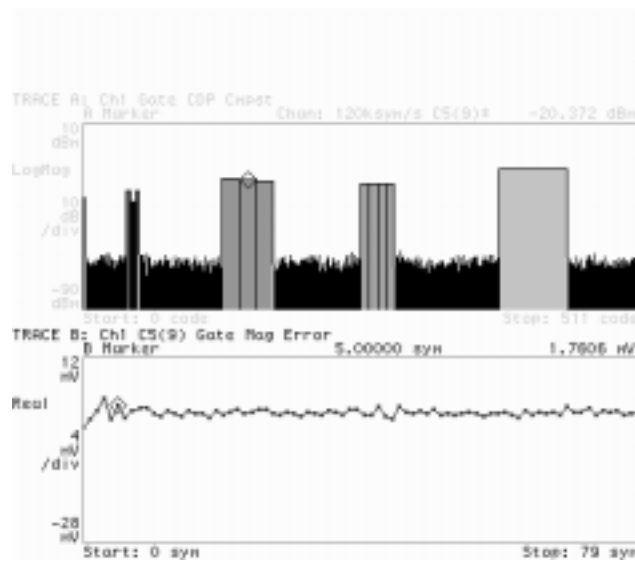 TRACE A: Ch1 Gate CDP Cmpst
A Marker Chan: 120ksym/s C5(9)* -20.372 dBm
10
dBm
LogMag
10
dB
/div
-90
dBm
Start: 0 code Stop: 511 code
TRACE B: Ch1 C5(9) Gate Mag Error
B Marker 5.00000 sym 1.7606 mV
12
mV
Real
4
mV
/div
-28
mV
Start: 0 sym Stop: 79 sym